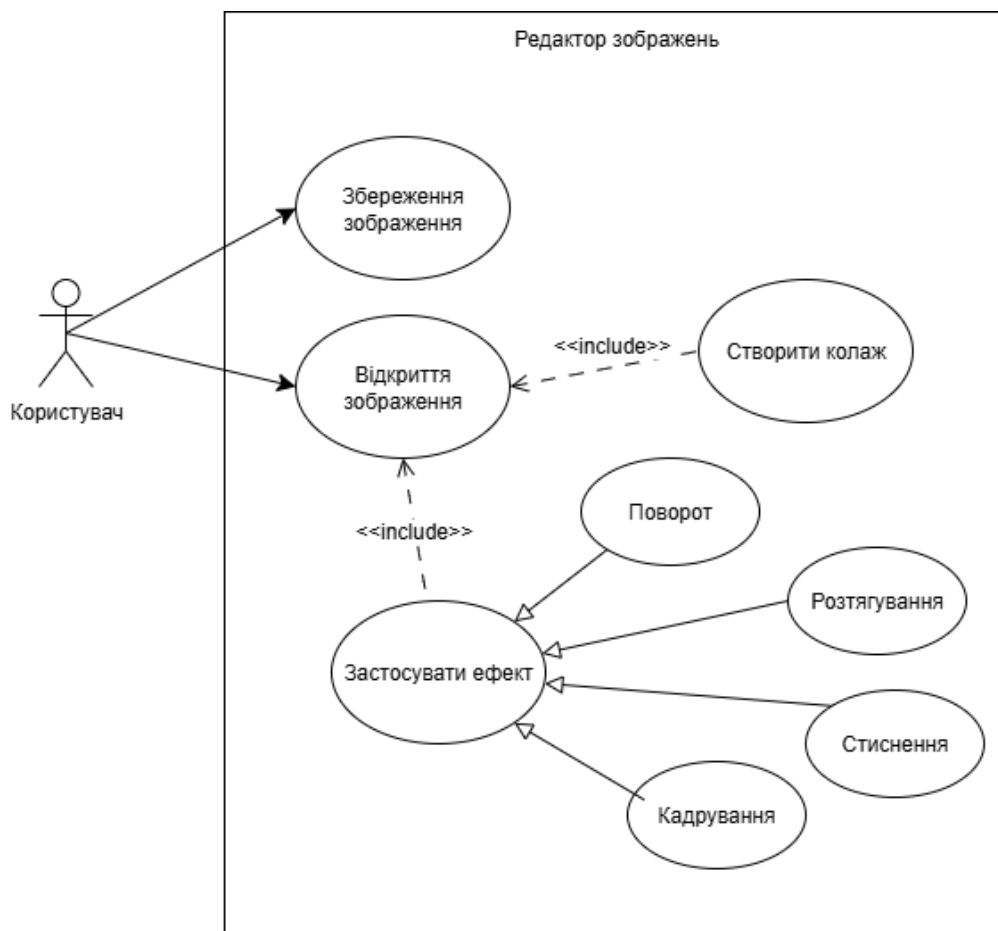 Редактор зображень
Збереження
зображення
<<include>>
Створити колаж
Відкриття
зображення
Користувач
Поворот
<<include>>
Розтягування
Застосувати ефект
Стиснення
Кадрування